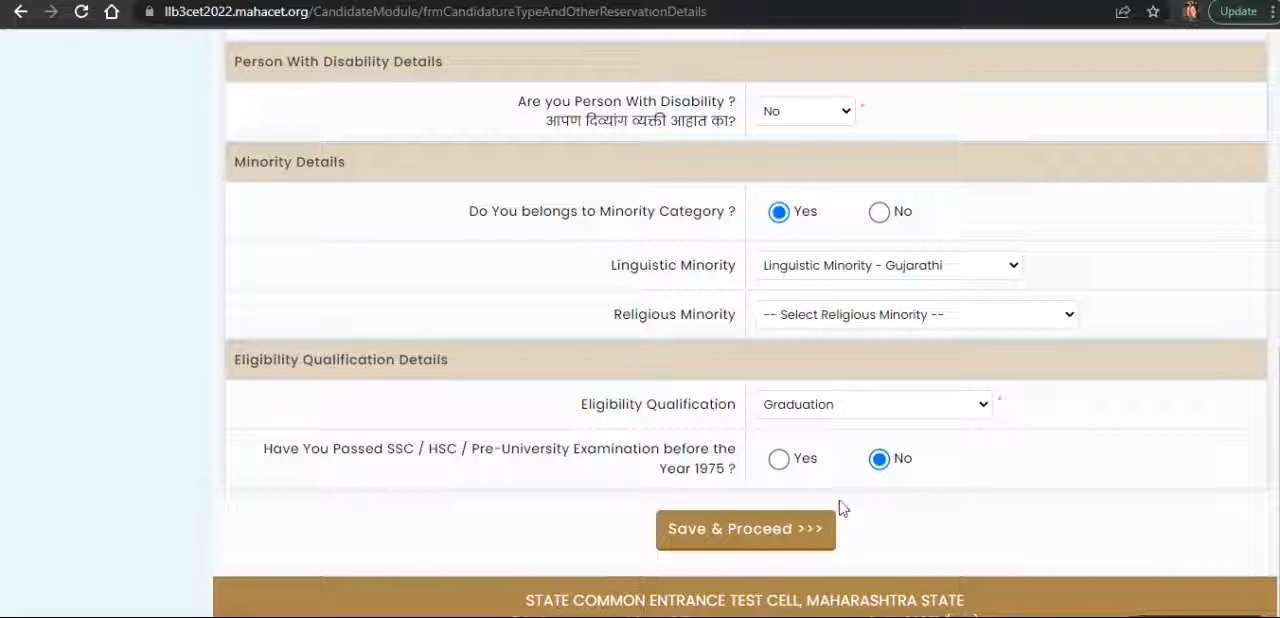 llb3cet2022.mahacet.org/CandidateModule/frmCandidatureTypeAndOtherReservationDetails
Update
Person With Disability Details
Are you Person With Disability ?
आपण दिव्यांग व्यक्ती आहात का?
No
*
Minority Details
Do You belongs to Minority Category ?
Yes
No
Linguistic Minority
Linguistic Minority - Gujarathi
Religious Minority
-- Select Religious Minority --
Eligibility Qualification Details
Eligibility Qualification
Graduation
*
Have You Passed SSC / HSC / Pre-University Examination before the
Year 1975 ?
Yes
No
Save & Proceed >>>
STATE COMMON ENTRANCE TEST CELL, MAHARASHTRA STATE